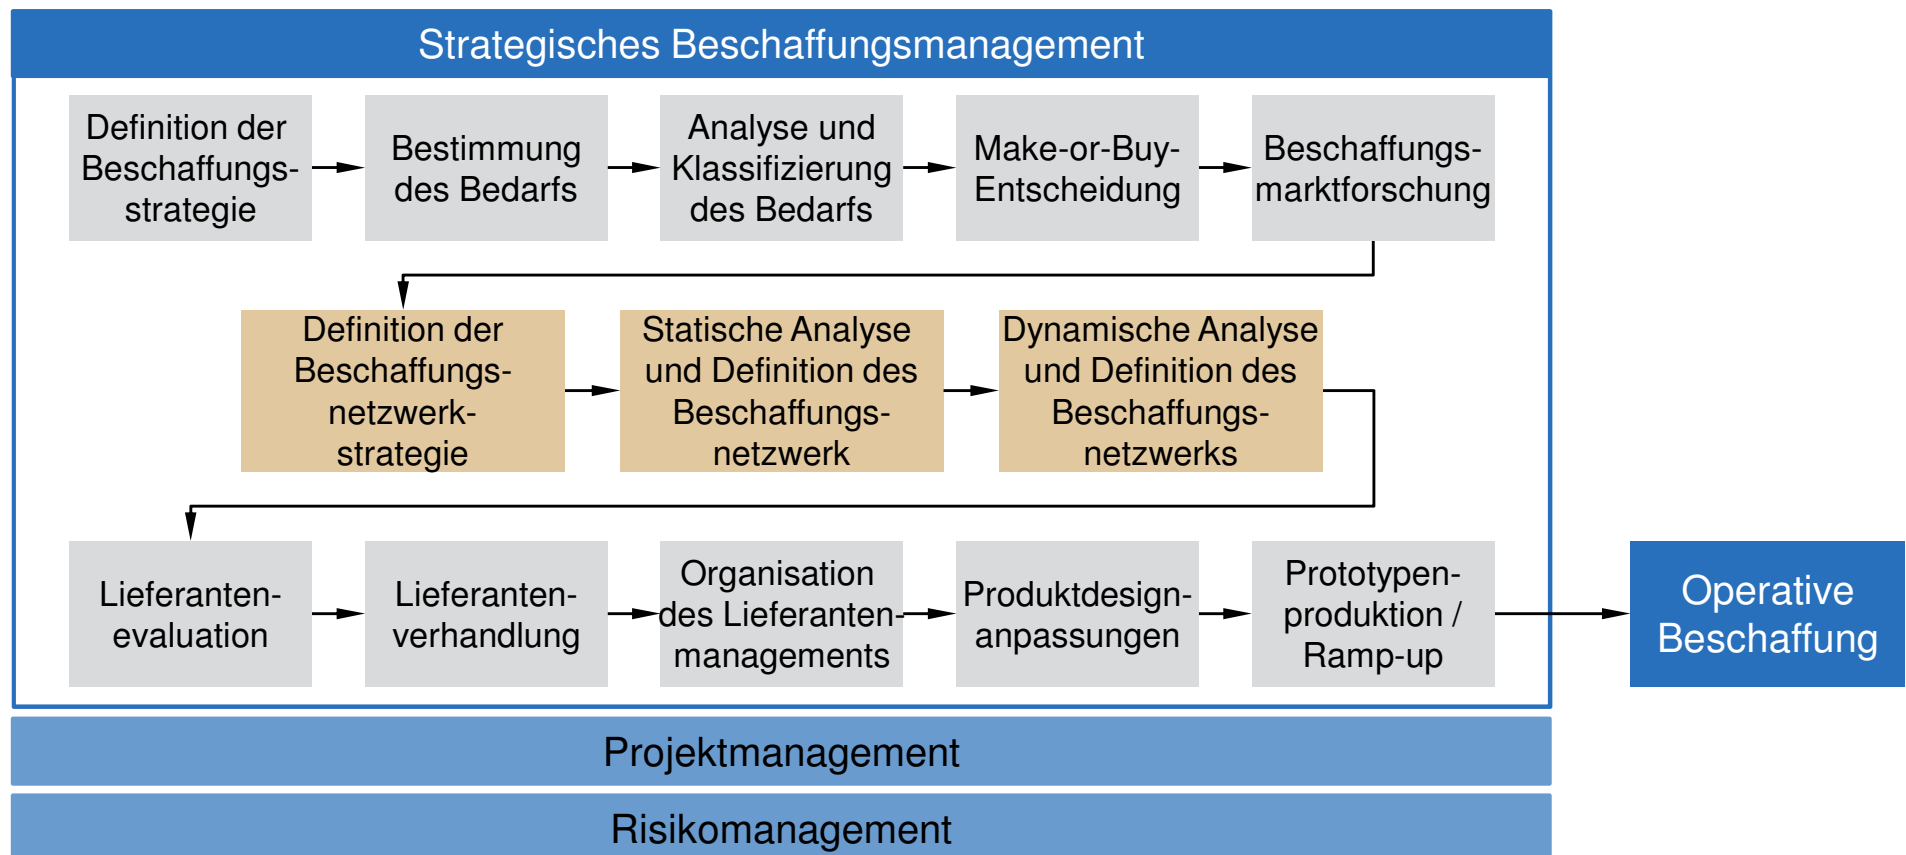 Strategisches Beschaffungsmanagement
Definition der
Beschaffungs-
strategie
Bestimmung
des Bedarfs
Analyse und
Klassifizierung
des Bedarfs
Make-or-Buy-
Entscheidung
Beschaffungs-
marktforschung
Definition der
Beschaffungs-
netzwerk-
strategie
Statische Analyse
und Definition des
Beschaffungs-
netzwerk
Dynamische Analyse
und Definition des
Beschaffungs-
netzwerks
Lieferanten-
evaluation
Lieferanten-
verhandlung
Organisation
des Lieferanten-
managements
Produktdesign-
anpassungen
Prototypen-
produktion /
Ramp-up
Operative
Beschaffung
Projektmanagement
Risikomanagement